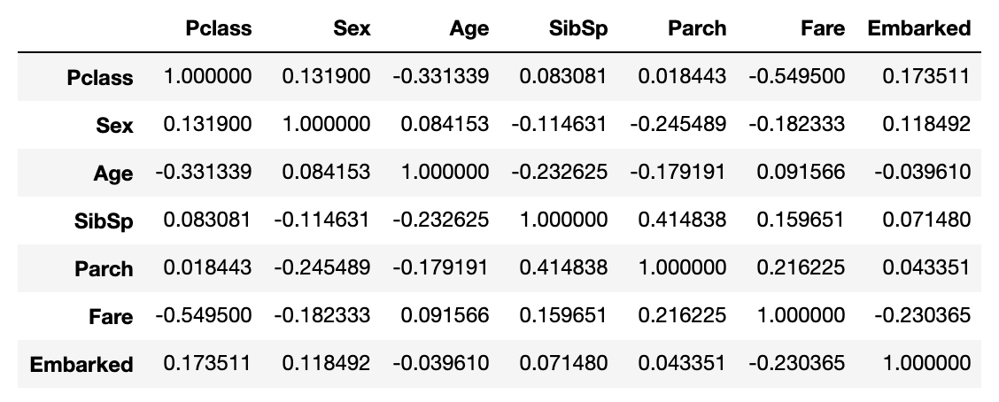 Pclass Sex Age SibSp Parch Fare Embarked
Pclass 1.000000 0.131900 -0.331339 0.083081 0.018443 -0.549500 0.173511
Sex 0.131900 1.000000 0.084153 -0.114631 -0.245489 -0.182333 0.118492
Age -0.331339 0.084153 1.000000 -0.232625 -0.179191 0.091566 -0.039610
SibSp 0.083081 -0.114631 -0.232625 1.000000 0.414838 0.159651 0.071480
Parch 0.018443 -0.245489 -0.179191 0.414838 1.000000 0.216225 0.043351
Fare -0.549500 -0.182333 0.091566 0.159651 0.216225 1.000000 -0.230365
Embarked 0.173511 0.118492 -0.039610 0.071480 0.043351 -0.230365 1.000000